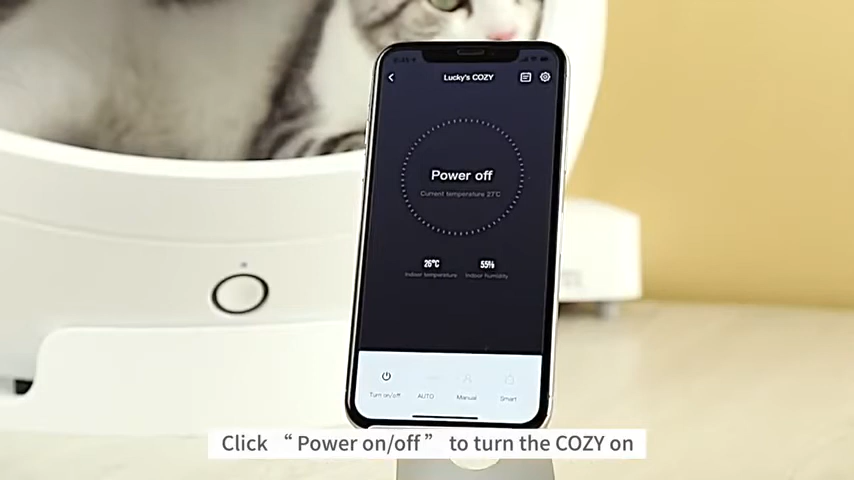 Lucky's COZY
Power off
Current temperature 27°C
26°C 55%
Indoor temperature Indoor humidity
Turn on/off AUTO Manual Smart
Click “ Power on/off ” to turn the COZY on